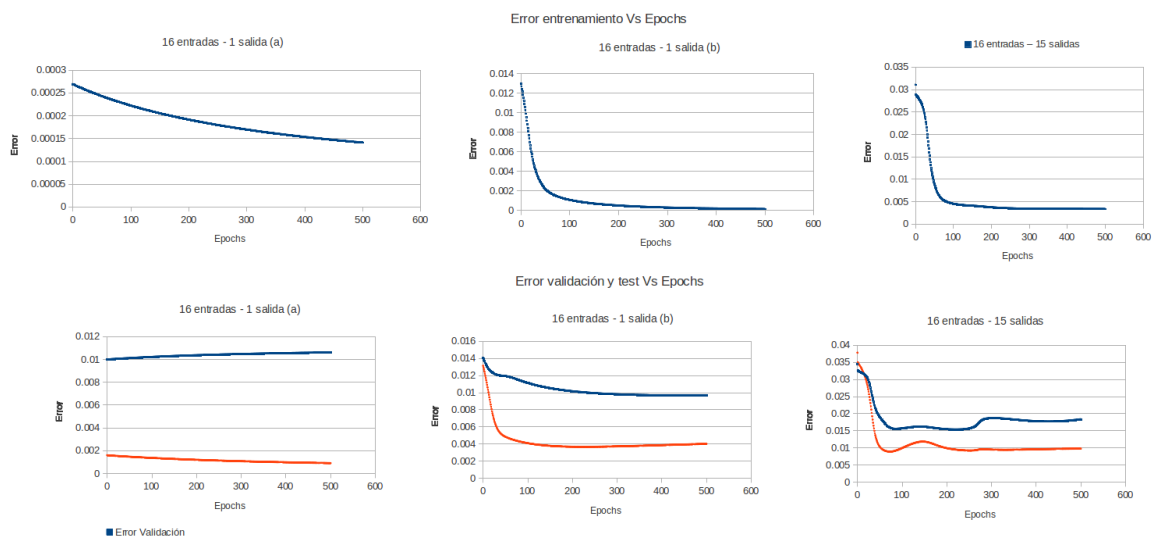 Error entrenamiento Vs Epochs
16 entradas - 1 salida (a)
0.0003
0.00025
0.0002
0.00015
0.0001
0.00005
0
Error
0 100 200 300 400 500 600
Epochs
16 entradas - 1 salida (b)
0.014
0.012
0.01
0.008
0.006
0.004
0.002
0
Error
0 100 200 300 400 500 600
Epochs
16 entradas – 15 salidas
0.035
0.03
0.025
0.02
0.015
0.01
0.005
0
Error
0 100 200 300 400 500 600
Epochs
Error validación y test Vs Epochs
16 entradas - 1 salida (a)
0.012
0.01
0.008
0.006
0.004
0.002
0
Error
0 100 200 300 400 500 600
Epochs
Error Validación
16 entradas - 1 salida (b)
0.016
0.014
0.012
0.01
0.008
0.006
0.004
0.002
0
Error
0 100 200 300 400 500 600
Epochs
16 entradas - 15 salidas
0.04
0.035
0.03
0.025
0.02
0.015
0.01
0.005
0
Error
0 100 200 300 400 500 600
Epochs